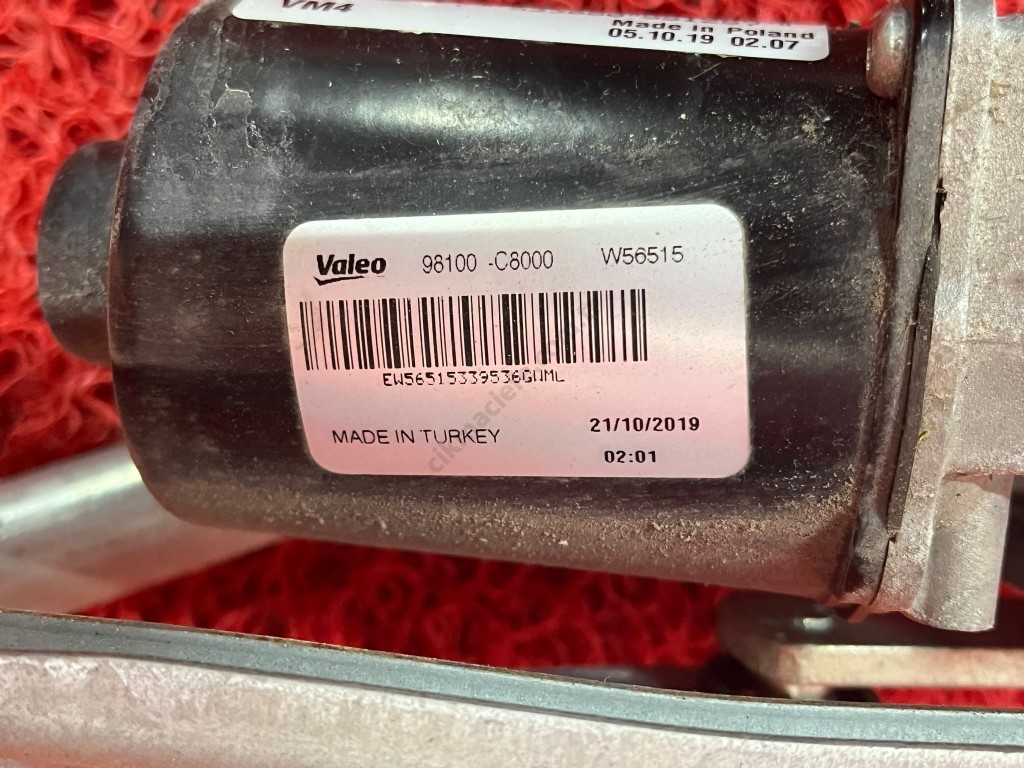 VM4
Made in Poland
05.10.19 02.07
Valeo 98100 -C8000 W56515
EW56515339536GWML
MADE IN TURKEY 21/10/2019
02:01